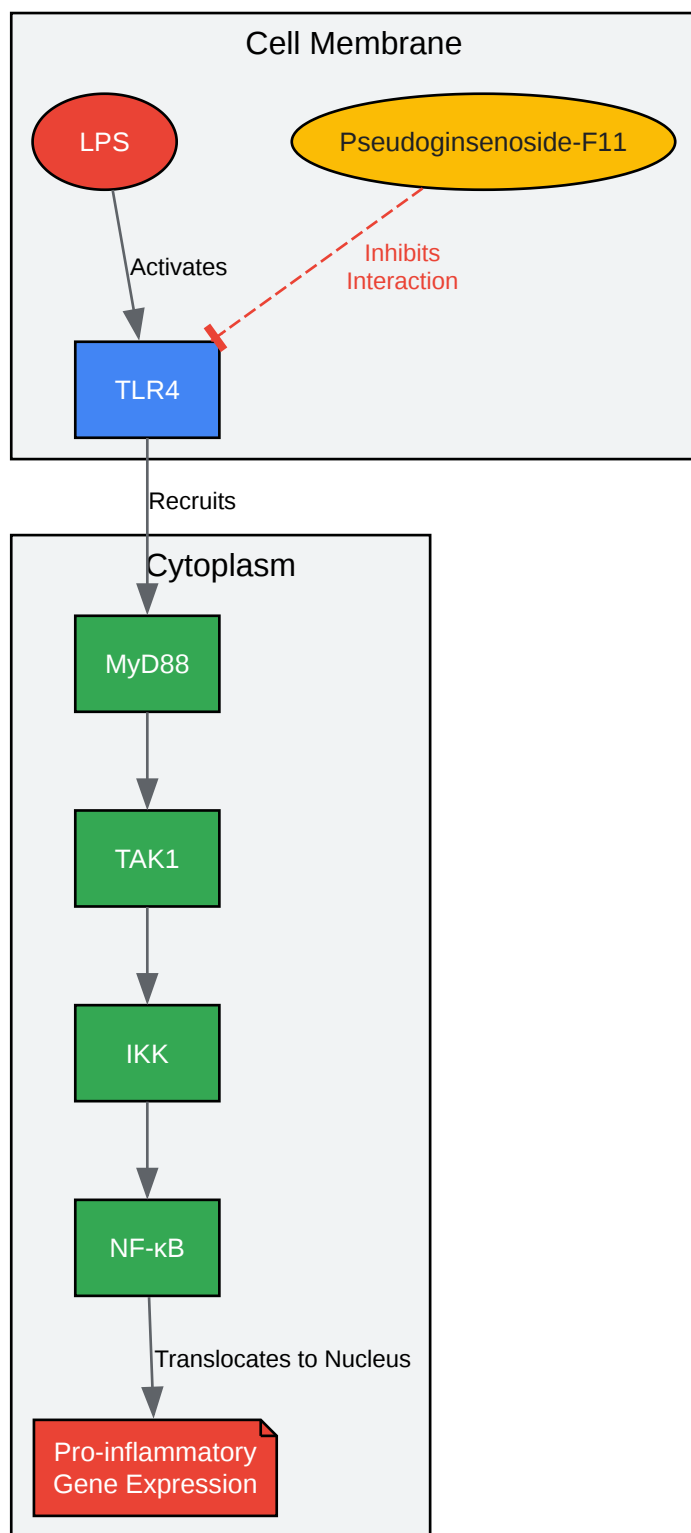 Cell Membrane
LPS
Pseudoginsenoside-F11
Activates
Inhibits
Interaction
TLR4
Recruits
Cytoplasm
MyD88
TAK1
IKK
NF-κB
Translocates to Nucleus
Pro-inflammatory
Gene Expression